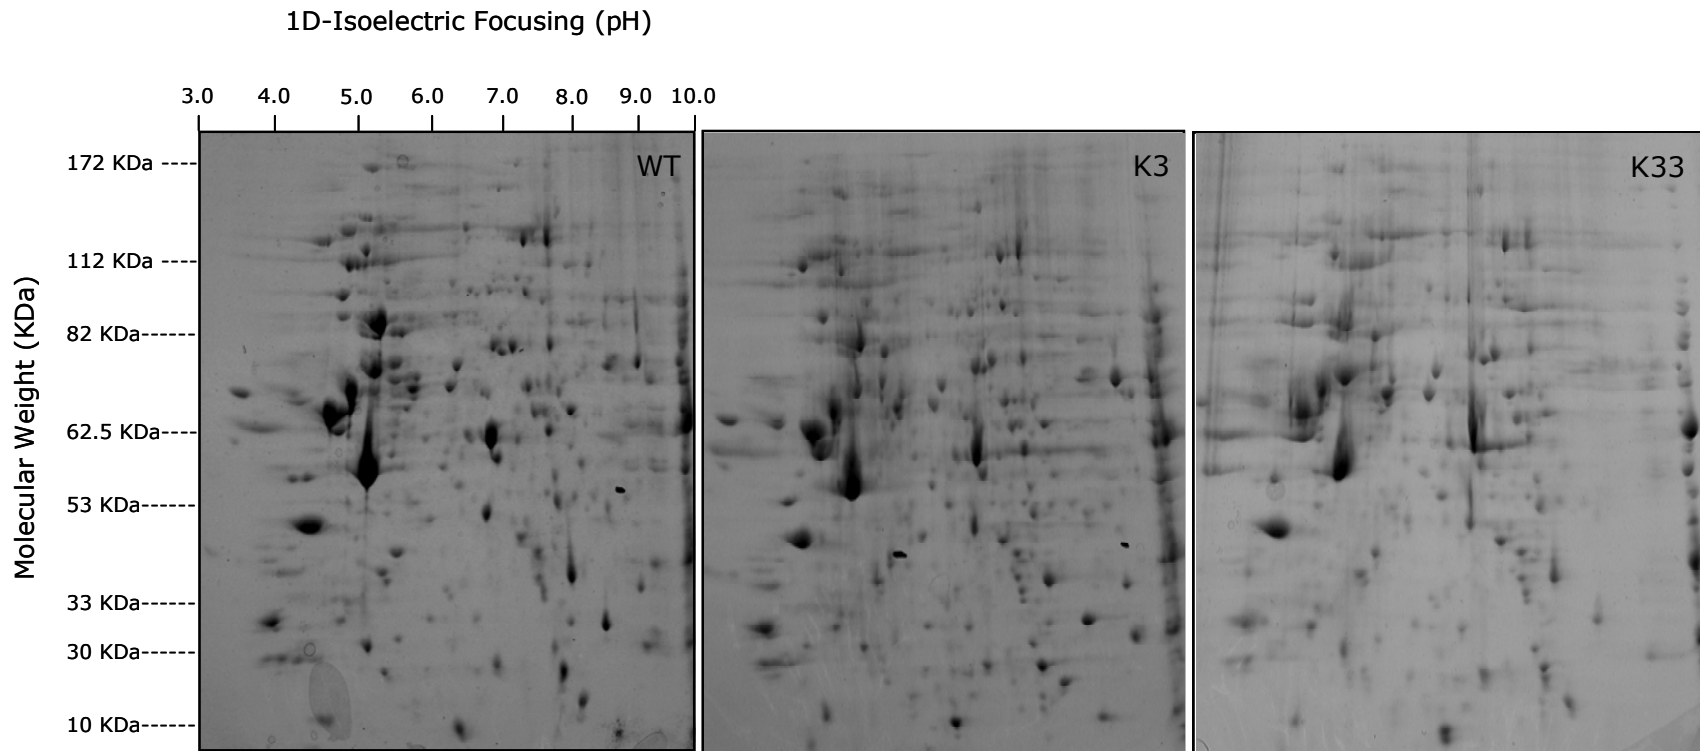 1D-Isoelectric Focusing (pH)
3.0 4.0 5.0 6.0 7.0 8.0 9.0 10.0
WT
K3
K33
Molecular Weight (KDa)
172 KDa ----
112 KDa ----
82 KDa------
62.5 KDa----
53 KDa------
33 KDa------
30 KDa------
10 KDa------